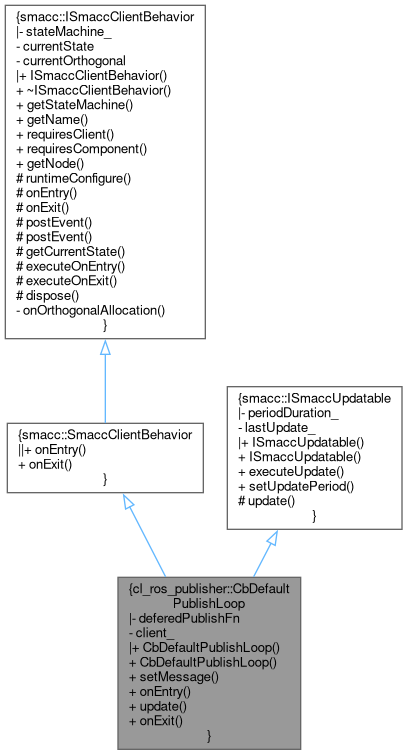 {smacc::ISmaccClientBehavior
|- stateMachine_
- currentState
- currentOrthogonal
|+ ISmaccClientBehavior()
+ ~ISmaccClientBehavior()
+ getStateMachine()
+ getName()
+ requiresClient()
+ requiresComponent()
+ getNode()
# runtimeConfigure()
# onEntry()
# onExit()
# postEvent()
# postEvent()
# getCurrentState()
# executeOnEntry()
# executeOnExit()
# dispose()
- onOrthogonalAllocation()
}
{smacc::ISmaccUpdatable
|- periodDuration_
- lastUpdate_
|+ ISmaccUpdatable()
+ ISmaccUpdatable()
+ executeUpdate()
+ setUpdatePeriod()
# update()
}
{smacc::SmaccClientBehavior
||+ onEntry()
+ onExit()
}
{cl_ros_publisher::CbDefault
PublishLoop
|- deferedPublishFn
- client_
|+ CbDefaultPublishLoop()
+ CbDefaultPublishLoop()
+ setMessage()
+ onEntry()
+ update()
+ onExit()
}